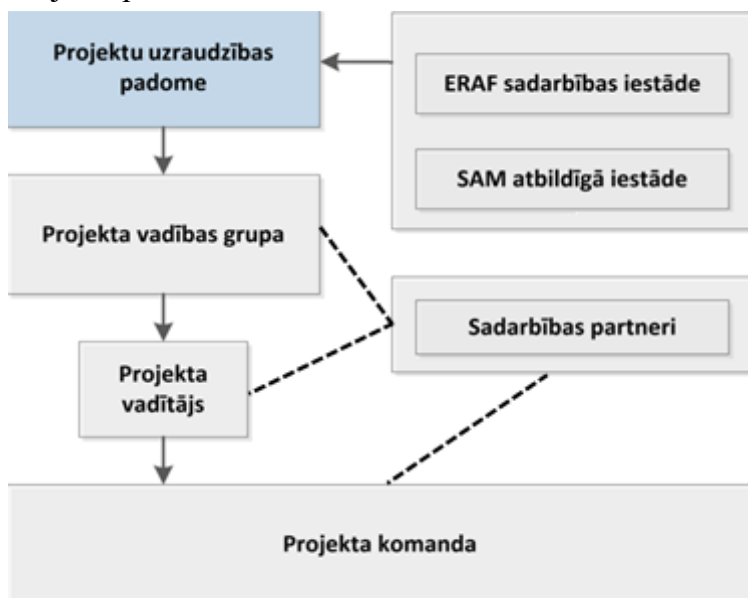 Projektu uzraudzības
padome
ERAF sadarbības iestāde
SAM atbildīgā iestāde
Projekta vadības grupa
Sadarbības partneri
Projekta
vadītājs
Projekta komanda